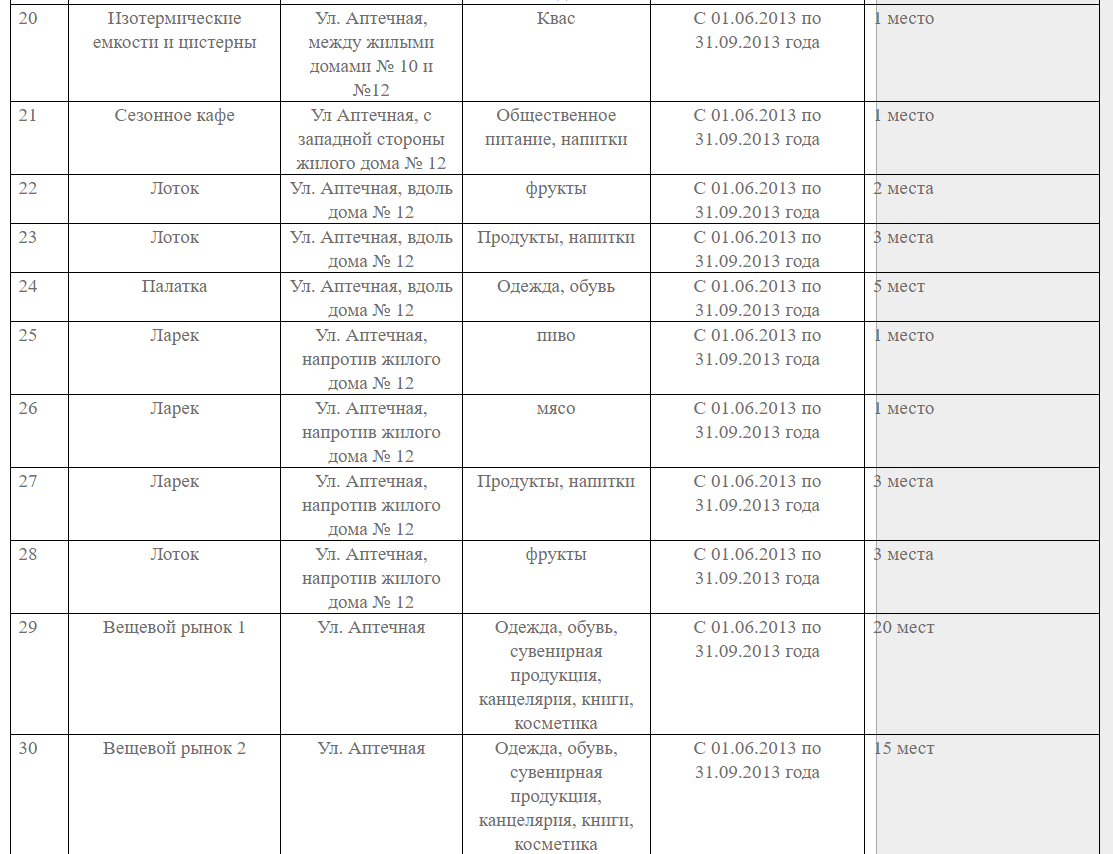 20
Изотермические
емкости и цистерны
Ул. Аптечная,
между жилыми
домами № 10 и
№12
Квас
С 01.06.2013 по
31.09.2013 года
1 место
21
Сезонное кафе
Ул Аптечная, с
западной стороны
жилого дома № 12
Общественное
питание, напитки
С 01.06.2013 по
31.09.2013 года
1 место
22
Лоток
Ул. Аптечная, вдоль
дома № 12
фрукты
С 01.06.2013 по
31.09.2013 года
2 места
23
Лоток
Ул. Аптечная, вдоль
дома № 12
Продукты, напитки
С 01.06.2013 по
31.09.2013 года
3 места
24
Палатка
Ул. Аптечная, вдоль
дома № 12
Одежда, обувь
С 01.06.2013 по
31.09.2013 года
5 мест
25
Ларек
Ул. Аптечная,
напротив жилого
дома № 12
пиво
С 01.06.2013 по
31.09.2013 года
1 место
26
Ларек
Ул. Аптечная,
напротив жилого
дома № 12
мясо
С 01.06.2013 по
31.09.2013 года
1 место
27
Ларек
Ул. Аптечная,
напротив жилого
дома № 12
Продукты, напитки
С 01.06.2013 по
31.09.2013 года
3 места
28
Лоток
Ул. Аптечная,
напротив жилого
дома № 12
фрукты
С 01.06.2013 по
31.09.2013 года
3 места
29
Вещевой рынок 1
Ул. Аптечная
Одежда, обувь,
сувенирная
продукция,
канцелярия, книги,
косметика
С 01.06.2013 по
31.09.2013 года
20 мест
30
Вещевой рынок 2
Ул. Аптечная
Одежда, обувь,
сувенирная
продукция,
канцелярия, книги,
косметика
С 01.06.2013 по
31.09.2013 года
15 мест